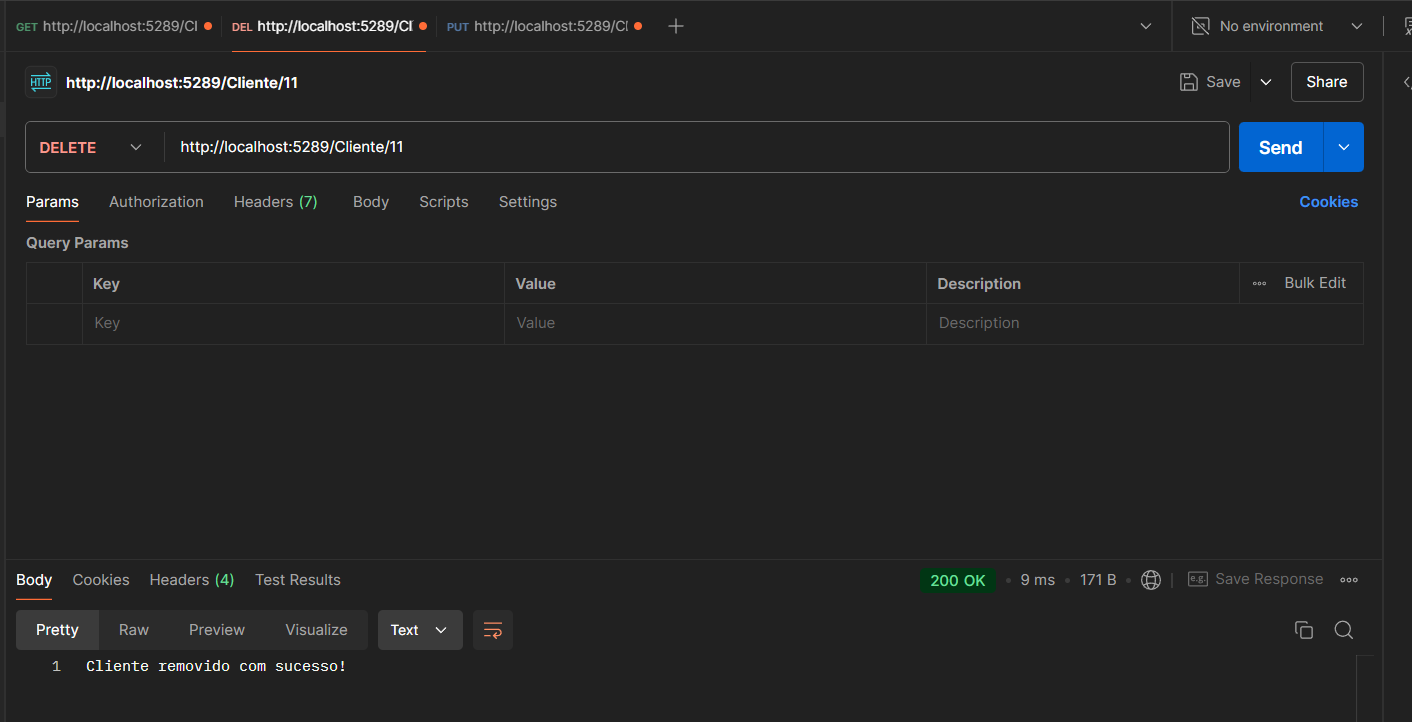 GET http://localhost:5289/Cl DEL http://localhost:5289/Cl PUT http://localhost:5289/Cl No environment
HTTP http://localhost:5289/Cliente/11 Save Share
DELETE http://localhost:5289/Cliente/11 Send
Params Authorization Headers (7) Body Scripts Settings Cookies
Query Params
Key Value Description Bulk Edit
Key Value Description
Body Cookies Headers (4) Test Results 200 OK 9 ms 171 B e.g. Save Response
Pretty Raw Preview Visualize Text
1 Cliente removido com sucesso!